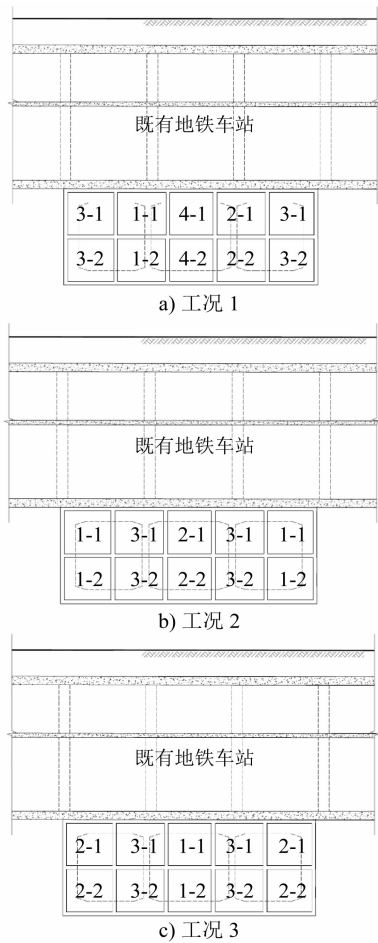 既有地铁车站
3-1 1-1 4-1 2-1 3-1
3-2 1-2 4-2 2-2 3-2
a) 工况 1
既有地铁车站
1-1 3-1 2-1 3-1 1-1
1-2 3-2 2-2 3-2 1-2
b) 工况 2
既有地铁车站
2-1 3-1 1-1 3-1 2-1
2-2 3-2 1-2 3-2 2-2
c) 工况 3